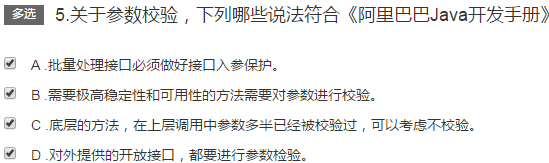 多选 5.关于参数校验，下列哪些说法符合《阿里巴巴Java开发手册》
A .批量处理接口必须做好接口入参保护。
B .需要极高稳定性和可用性的方法需要对参数进行校验。
C .底层的方法，在上层调用中参数多半已经被校验过，可以考虑不校验。
D .对外提供的开放接口，都要进行参数检验。